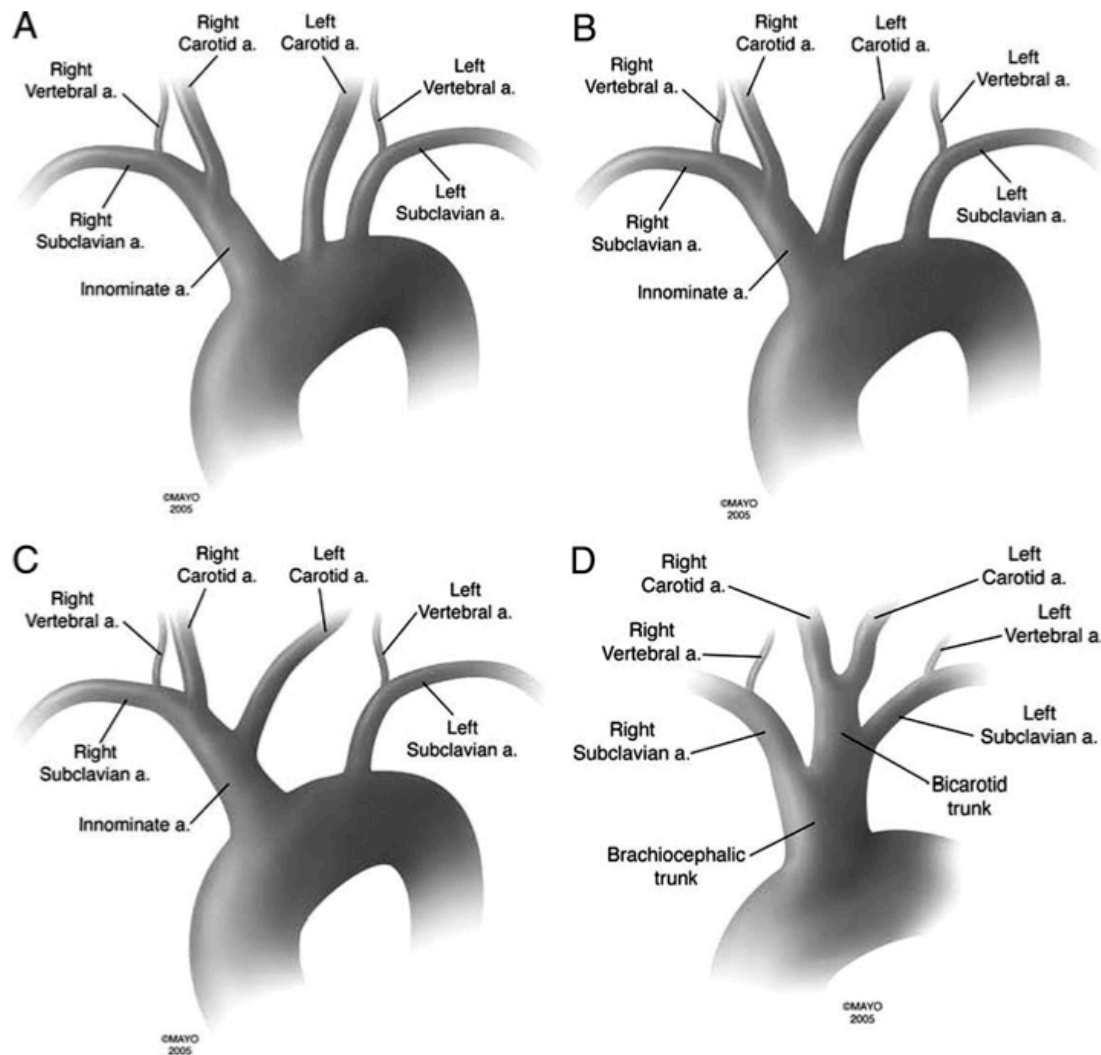 A
Right
Carotid a.
Left
Carotid a.
Right
Vertebral a.
Left
Vertebral a.
Right
Subclavian a.
Left
Subclavian a.
Innominate a.
©MAYO
2005
B
Right
Carotid a.
Left
Carotid a.
Right
Vertebral a.
Left
Vertebral a.
Right
Subclavian a.
Left
Subclavian a.
Innominate a.
©MAYO
2005
C
Right
Carotid a.
Left
Carotid a.
Right
Vertebral a.
Left
Vertebral a.
Right
Subclavian a.
Left
Subclavian a.
Innominate a.
©MAYO
2005
D
Right
Carotid a.
Left
Carotid a.
Right
Vertebral a.
Left
Vertebral a.
Right
Subclavian a.
Left
Subclavian a.
Bicarotid
trunk
Brachiocephalic
trunk
©MAYO
2005